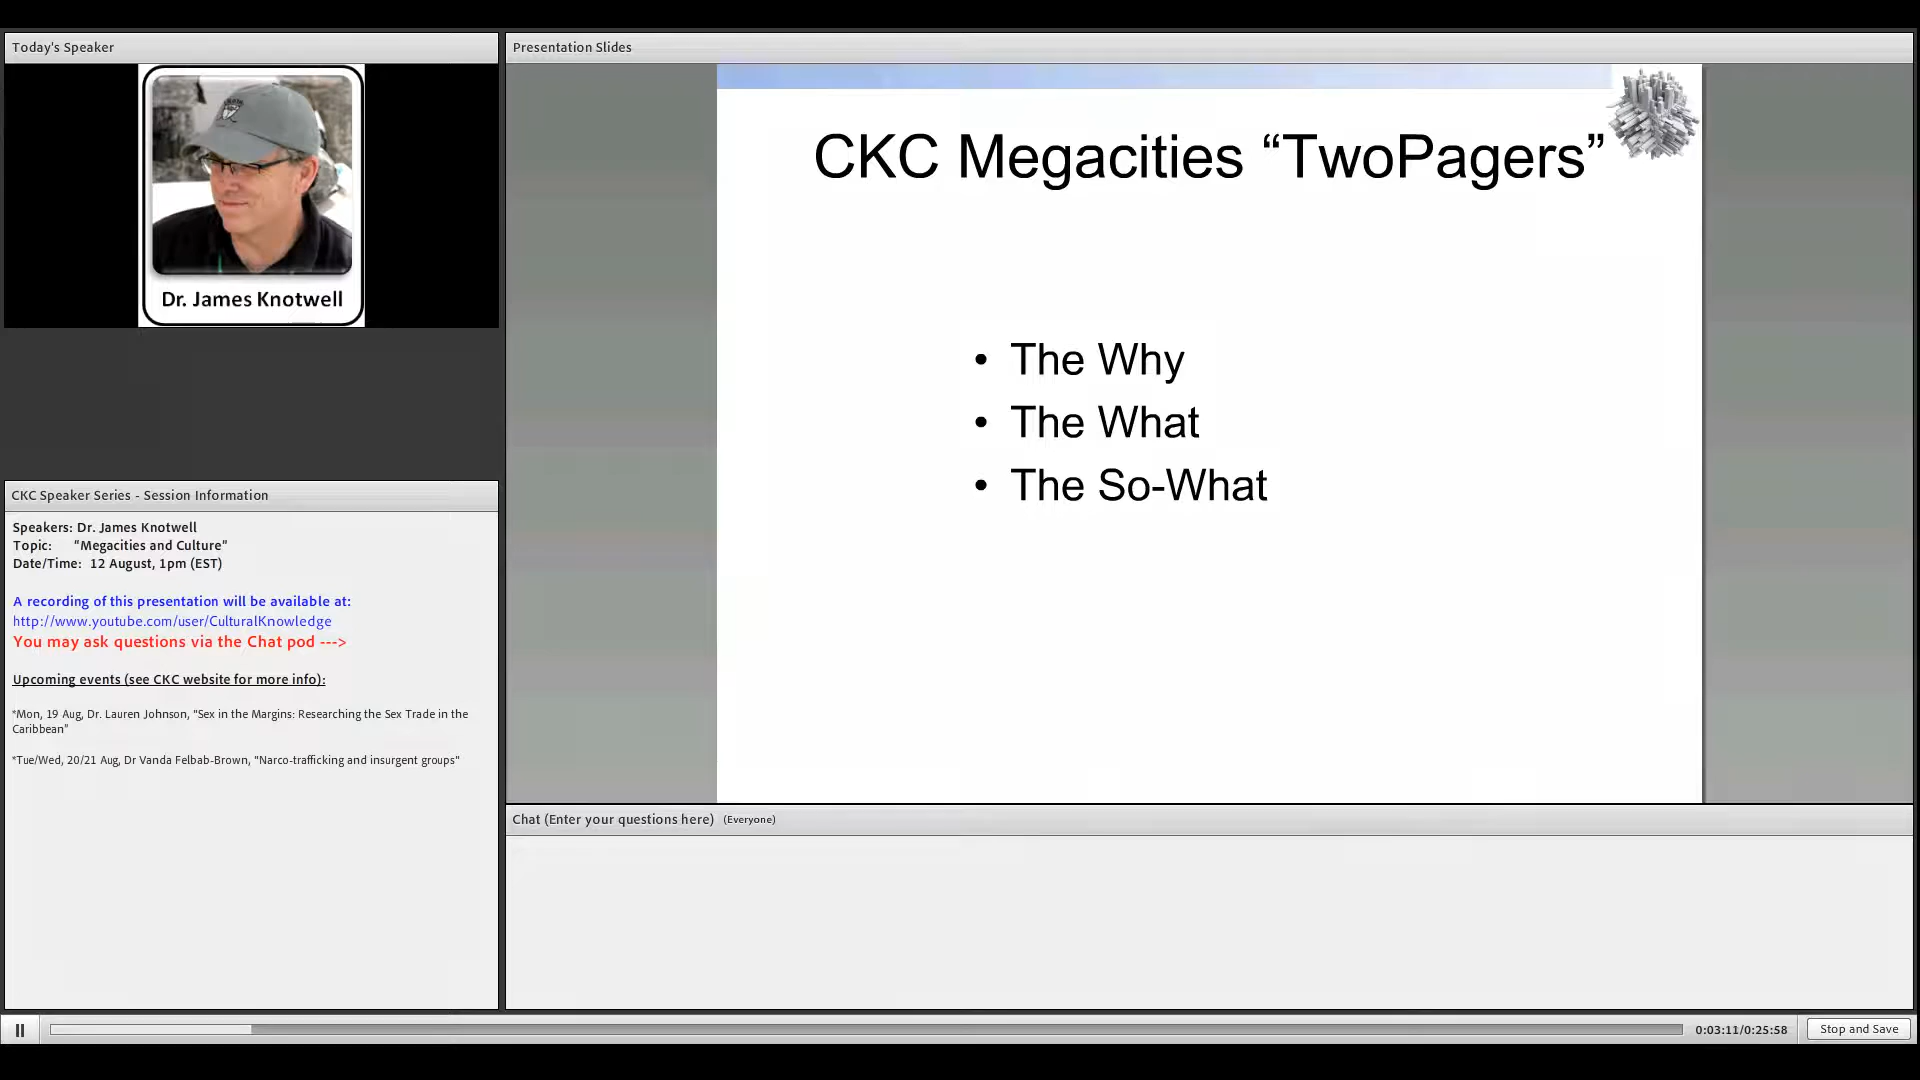 Today's Speaker
Dr. James Knotwell
Presentation Slides
CKC Megacities “TwoPagers”
• The Why
• The What
• The So-What
CKC Speaker Series - Session Information
Speakers: Dr. James Knotwell
Topic: "Megacities and Culture"
Date/Time: 12 August, 1pm (EST)
A recording of this presentation will be available at:
http://www.youtube.com/user/CulturalKnowledge
You may ask questions via the Chat pod --->
Upcoming events (see CKC website for more info):
*Mon, 19 Aug, Dr. Lauren Johnson, "Sex in the Margins: Researching the Sex Trade in the
Caribbean"
*Tue/Wed, 20/21 Aug, Dr Vanda Felbab-Brown, "Narco-trafficking and insurgent groups"
Chat (Enter your questions here) (Everyone)
0:03:11/0:25:58
Stop and Save